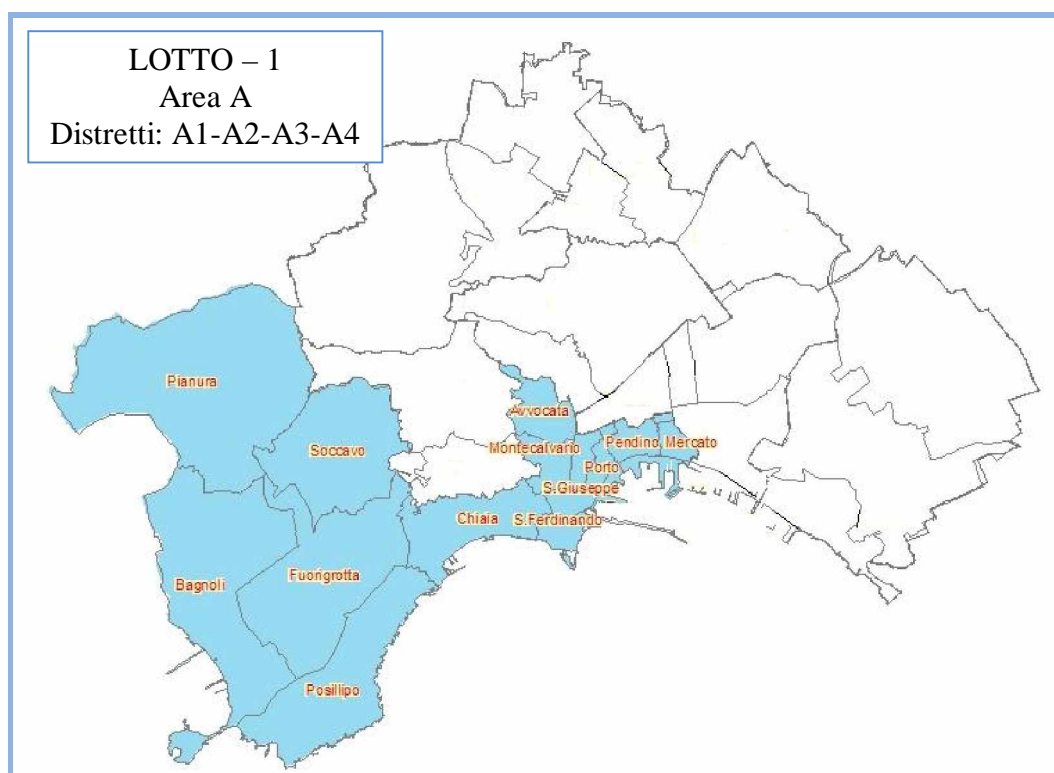 LOTTO – 1
Area A
Distretti: A1-A2-A3-A4
Pianura
Avvocata
Soccavo
Montecalvario
Pendino
Mercato
Porto
S.Giuseppe
Chiaia
S.Ferdinando
Bagnoli
Fuorigrotta
Posillipo